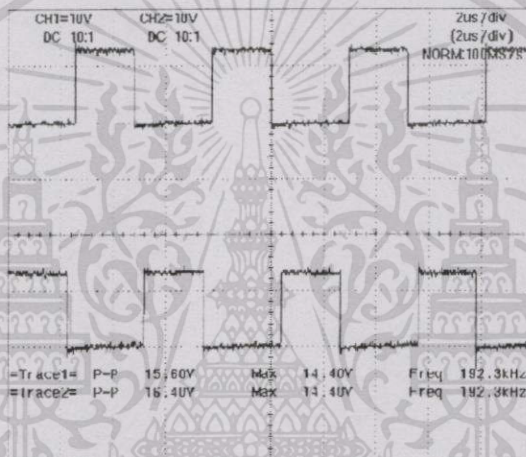 CH1=10V CH2=10V 2us/div
DC 10:1 DC 10:1 (2us/div)
NORM:100MS/s
=Trace1= P-P 15.60V Max 14.40V Freq 192.3kHz
=Trace2= P-P 16.40V Max 14.40V Freq 192.3kHz